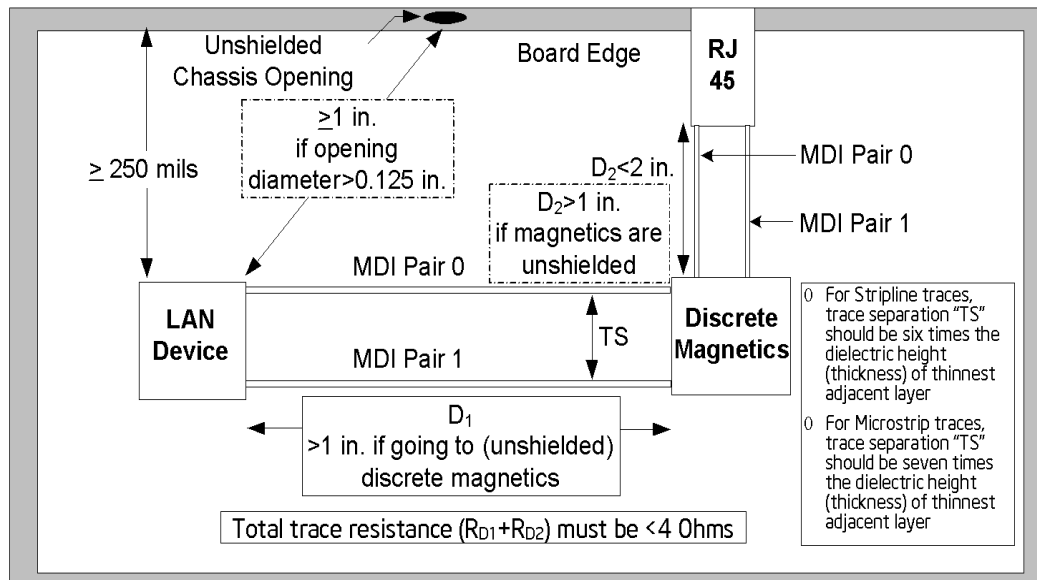 Unshielded
Chassis Opening
Board Edge
RJ
45
≥ 250 mils
≥1 in.
if opening
diameter>0.125 in.
D₂<2 in.
MDI Pair 0
MDI Pair 1
D₂>1 in.
if magnetics are
unshielded
MDI Pair 0
LAN
Device
TS
Discrete
Magnetics
MDI Pair 1
() For Stripline traces,
trace separation “TS”
should be six times the
dielectric height
(thickness) of thinnest
adjacent layer
() For Microstrip traces,
trace separation “TS”
should be seven times
the dielectric height
(thickness) of thinnest
adjacent layer
D₁
>1 in. if going to (unshielded)
discrete magnetics
Total trace resistance (R_D1+R_D2) must be <4 Ohms